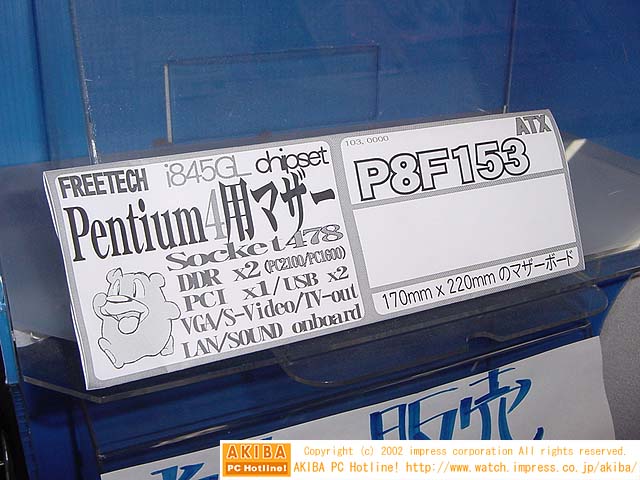 FREETECH i845GL chipset
Pentium4用マザー
Socket478
DDR x2 (PC2100/PC1600)
PCI x1/USB x2
VGA/S-Video/TV-out
LAN/SOUND onboard
103.0000
ATX
P8F153
170mm x 220mm のマザーボード
販売
AKIBA
PC Hotline!
Copyright (c) 2002 impress corporation All rights reserved.
AKIBA PC Hotline! http://www.watch.impress.co.jp/akiba/